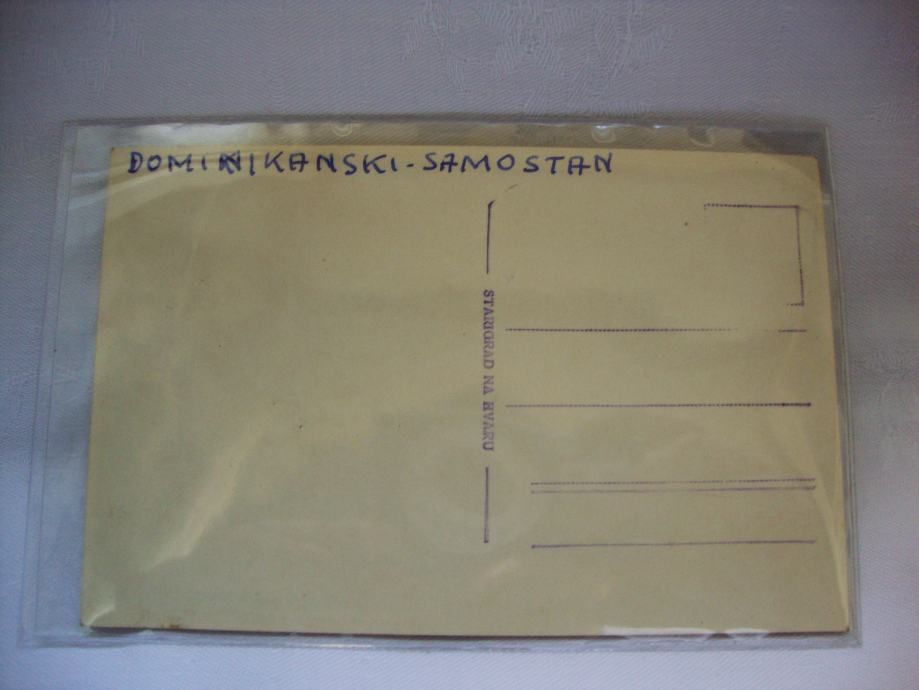 DOMINIKANSKI-SAMOSTAN
STARIGRAD NA HVARU